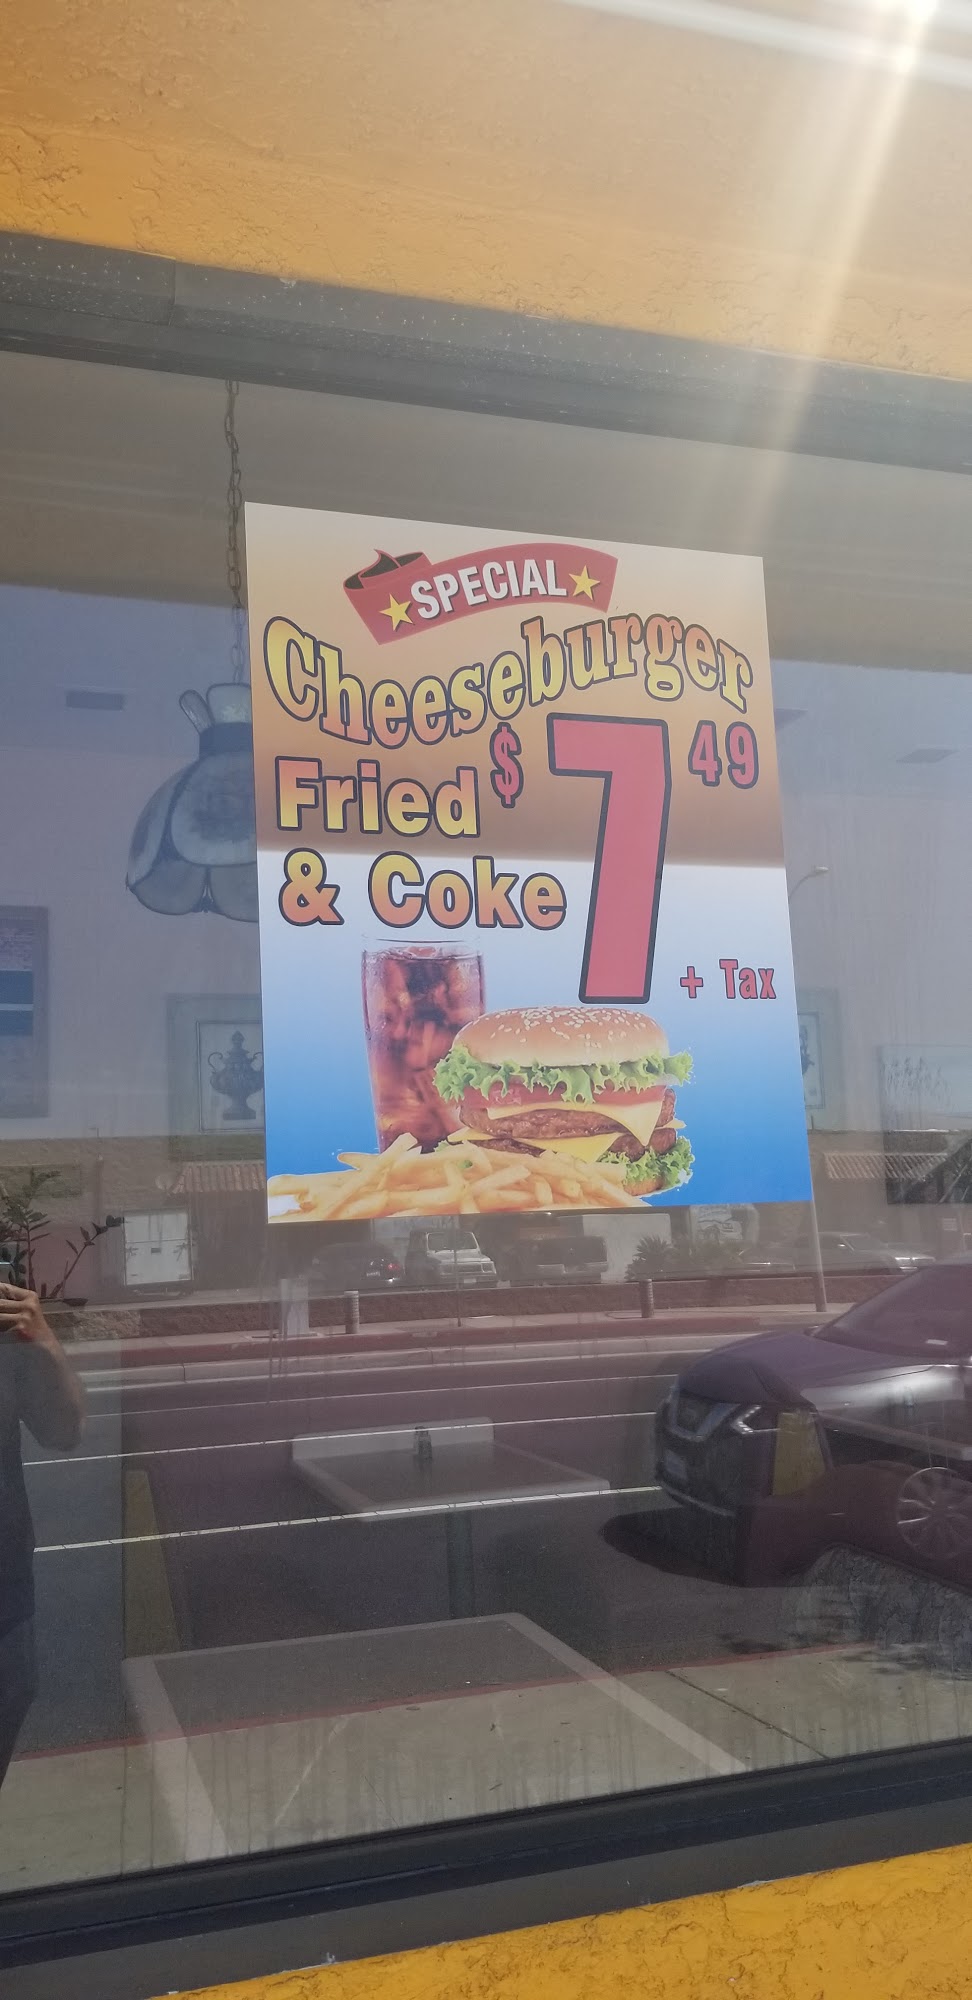 SPECIAL
Cheeseburger
Fried $7 49
& Coke
+ Tax